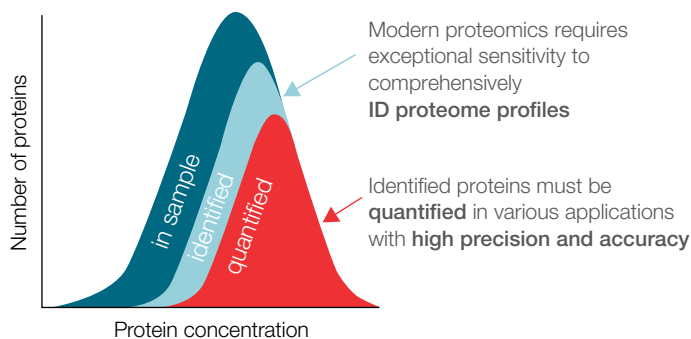 Number of proteins
in sample
identified
quantified
Protein concentration
Modern proteomics requires
exceptional sensitivity to
comprehensively
ID proteome profiles
Identified proteins must be
quantified in various applications
with high precision and accuracy